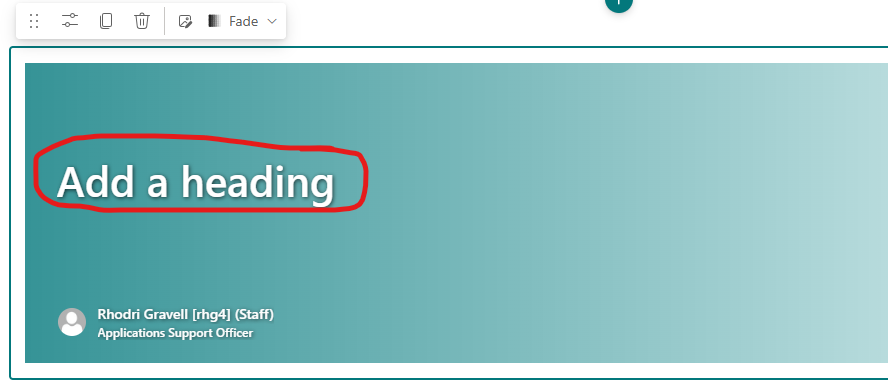 Fade
Add a heading
Rhodri Gravell [rhg4] (Staff)
Applications Support Officer